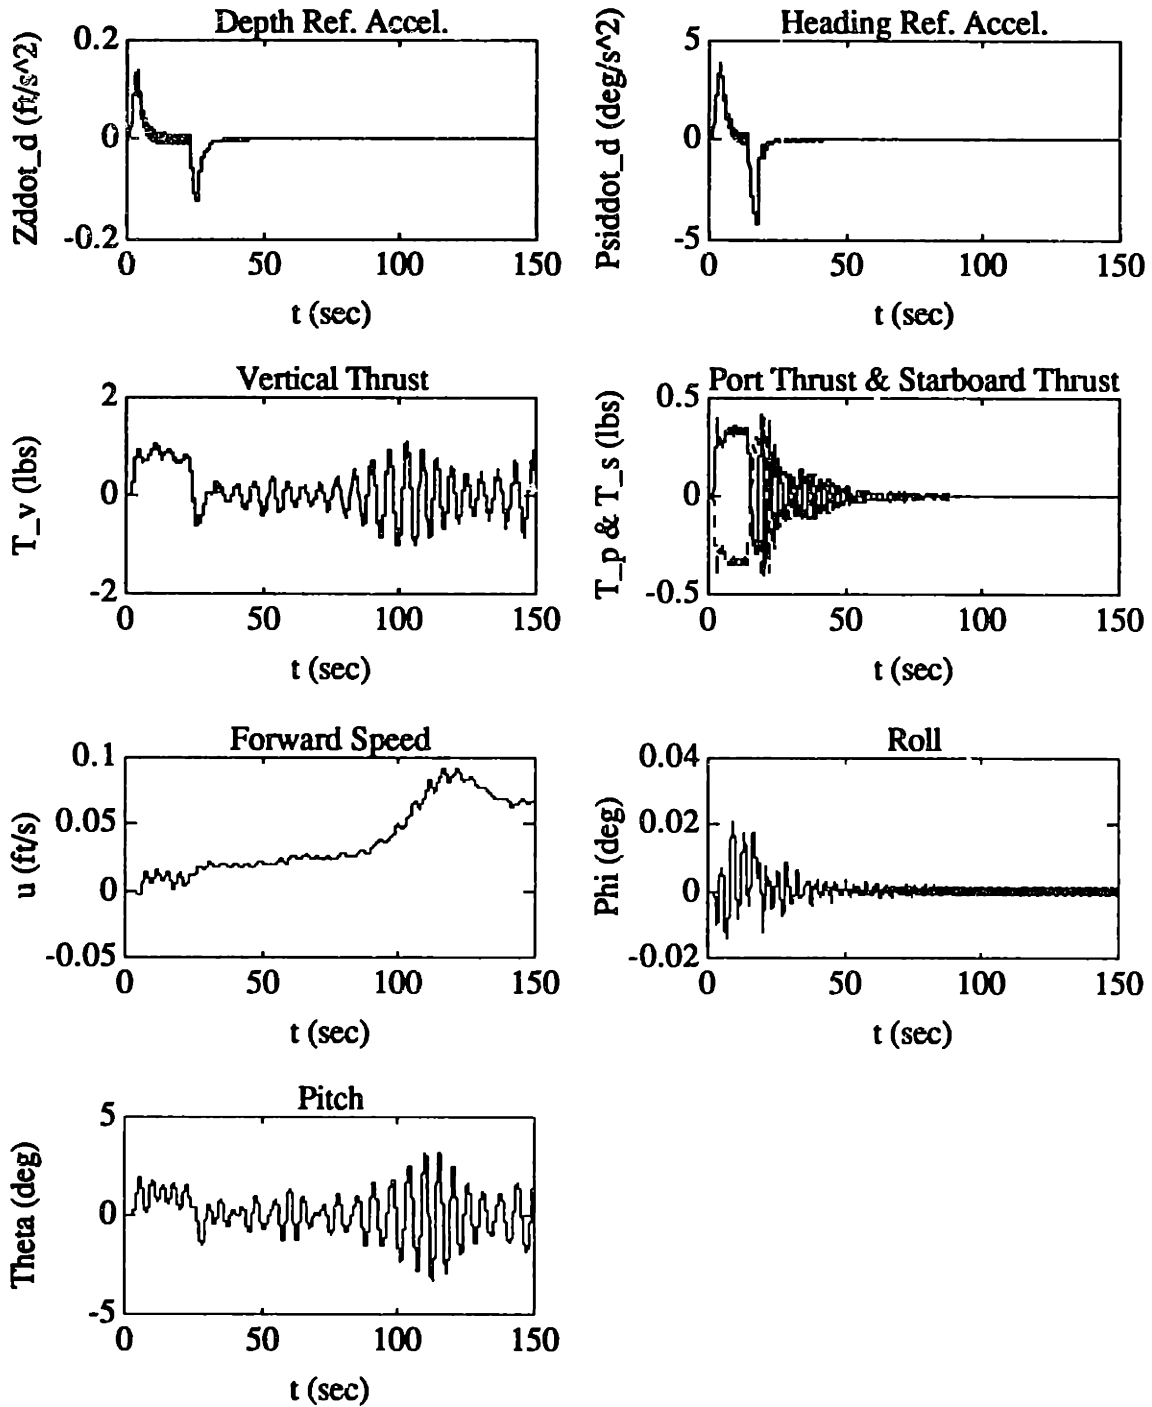 Depth Ref. Accel.
Zddot_d (ft/s^2)
0.2
0
-0.2
0 50 100 150
t (sec)
Heading Ref. Accel.
Psiddot_d (deg/s^2)
5
0
-5
0 50 100 150
t (sec)
Vertical Thrust
T_v (lbs)
2
0
-2
0 50 100 150
t (sec)
Port Thrust & Starboard Thrust
T_p & T_s (lbs)
0.5
0
-0.5
0 50 100 150
t (sec)
Forward Speed
u (ft/s)
0.1
0.05
0
-0.05
0 50 100 150
t (sec)
Roll
Phi (deg)
0.04
0.02
0
-0.02
0 50 100 150
t (sec)
Pitch
Theta (deg)
5
0
-5
0 50 100 150
t (sec)